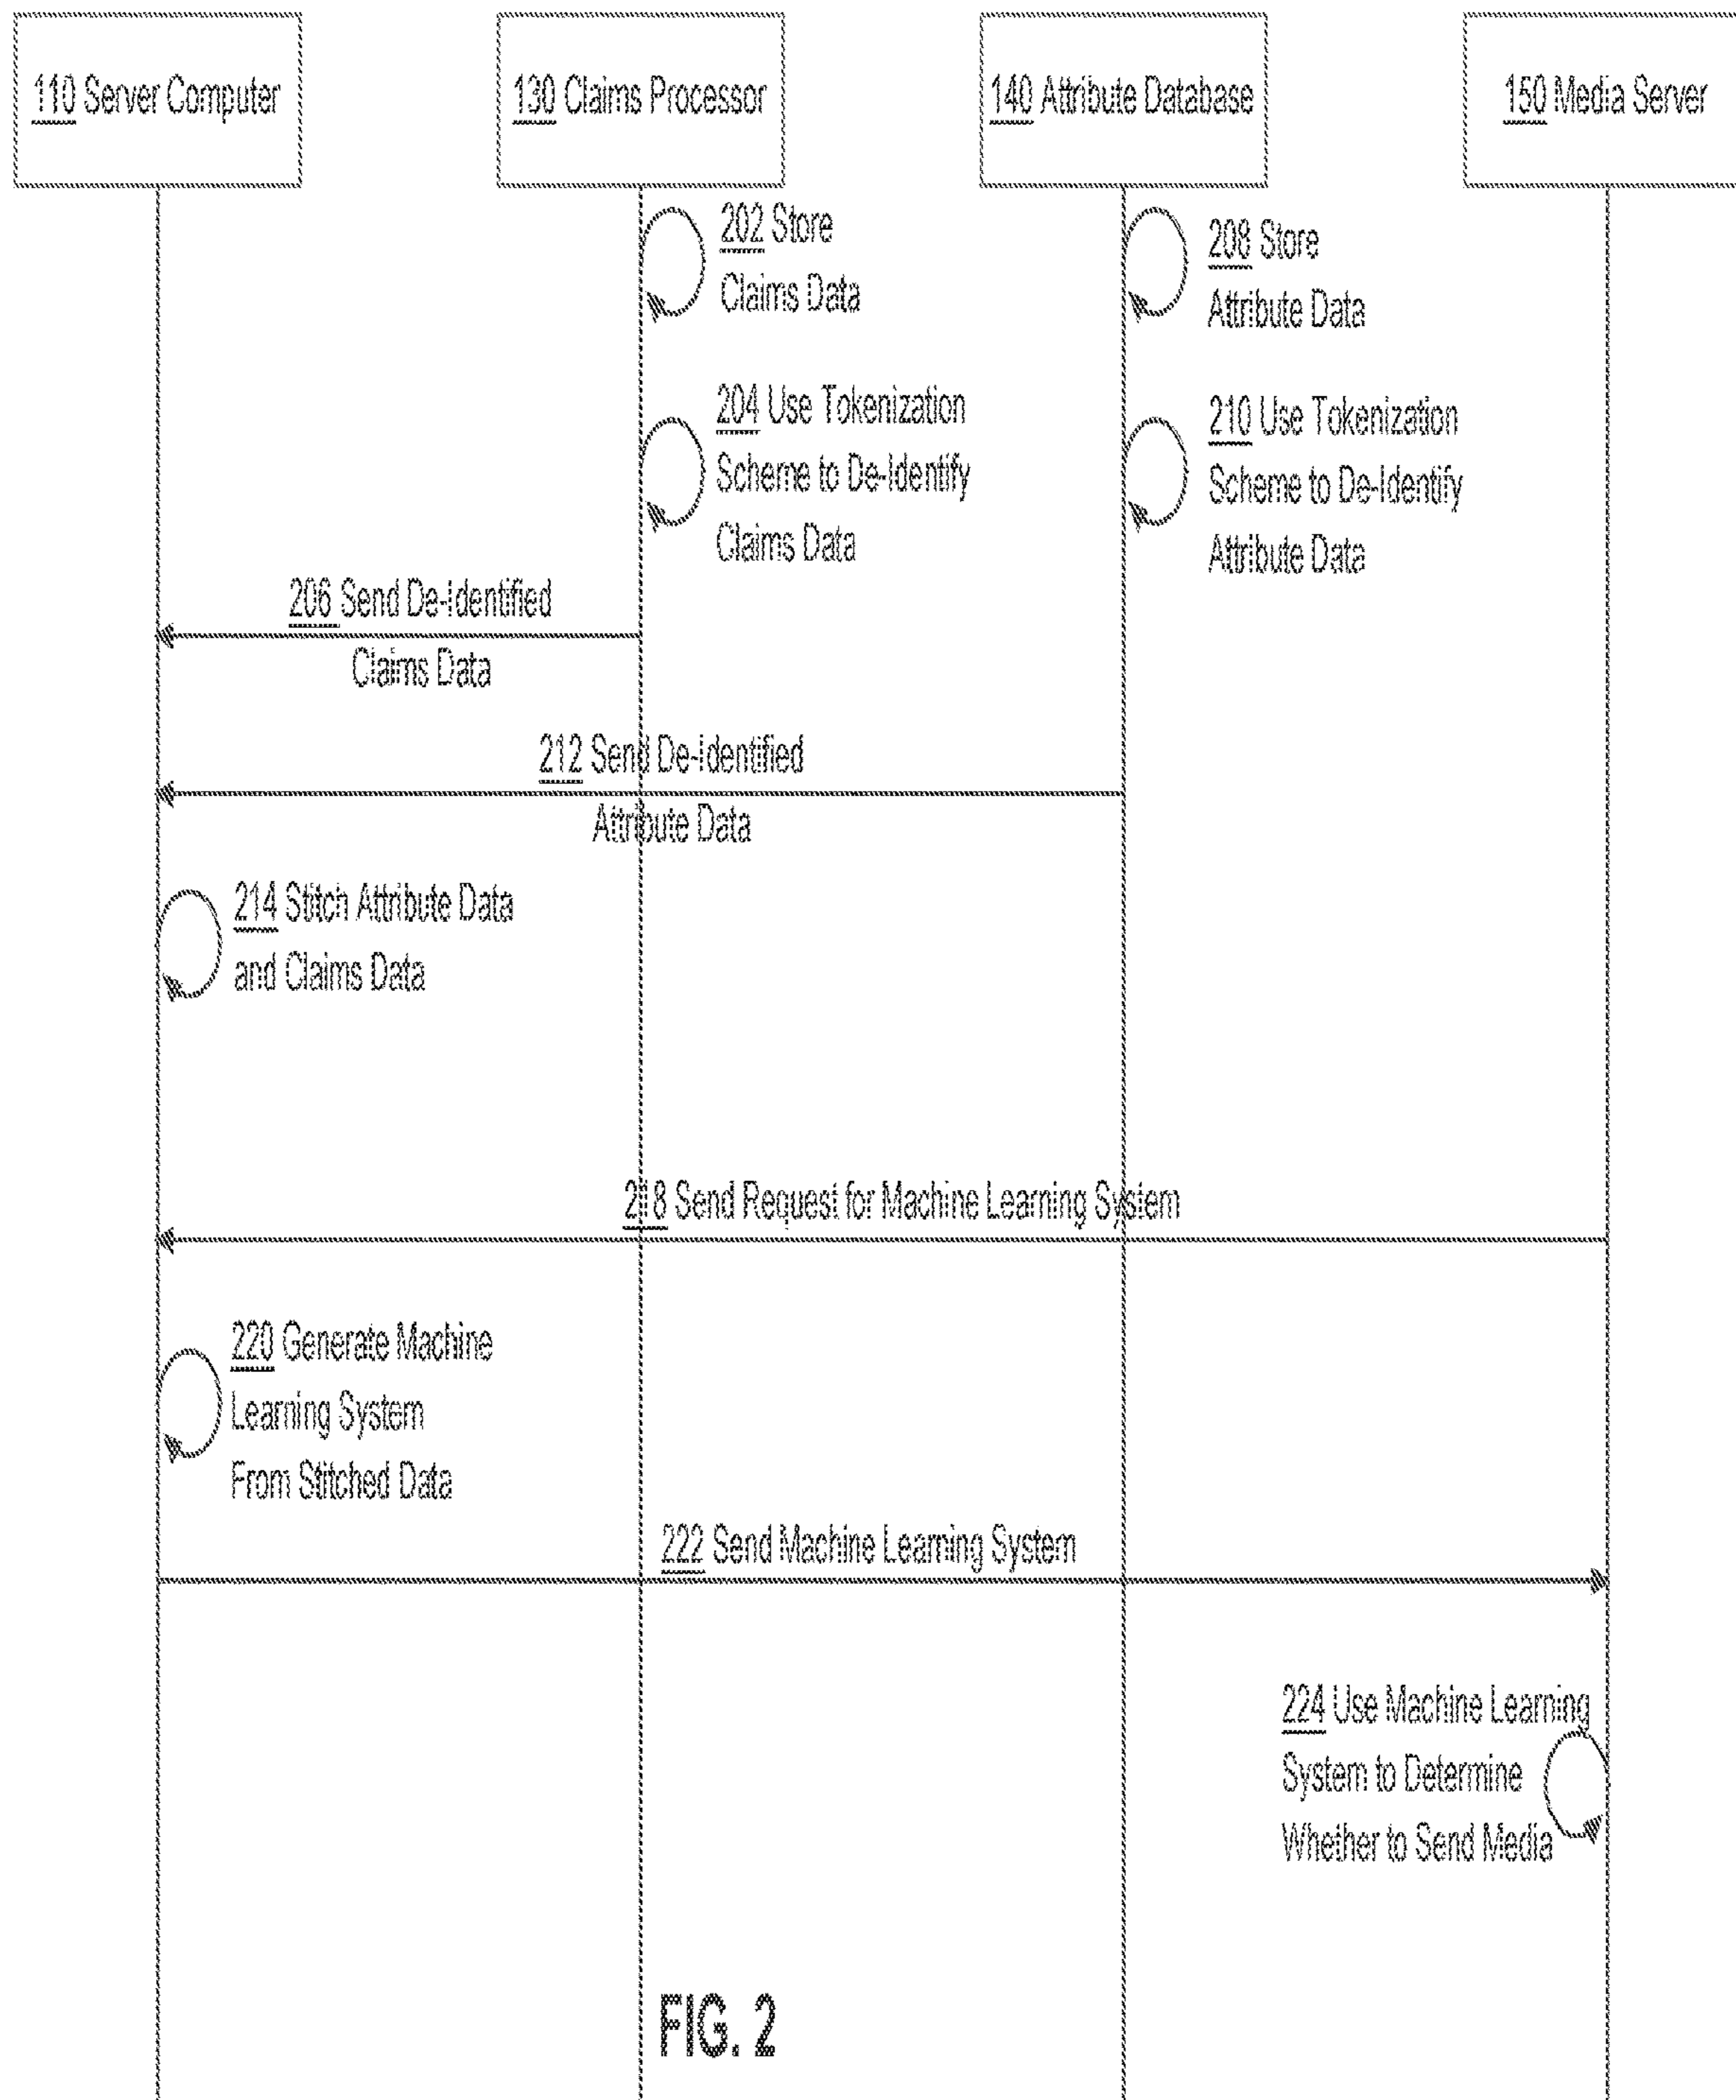 110 Server Computer
130 Claims Processor
140 Attribute Database
150 Media Server
202 Store
Claims Data
208 Store
Attribute Data
204 Use Tokenization
Scheme to De-Identify
Claims Data
210 Use Tokenization
Scheme to De-Identify
Attribute Data
206 Send De-Identified
Claims Data
212 Send De-Identified
Attribute Data
214 Stitch Attribute Data
and Claims Data
218 Send Request for Machine Learning System
220 Generate Machine
Learning System
From Stitched Data
222 Send Machine Learning System
224 Use Machine Learning
System to Determine
Whether to Send Media
FIG. 2